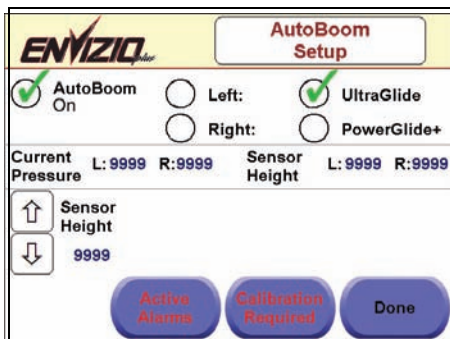 ENVIZIO plus
AutoBoom
Setup
AutoBoom
On
Left:
UltraGlide
Right:
PowerGlide+
Current
Pressure
L: 9999 R: 9999
Sensor
Height
L: 9999 R: 9999
Sensor
Height
9999
Active
Alarms
Calibration
Required
Done